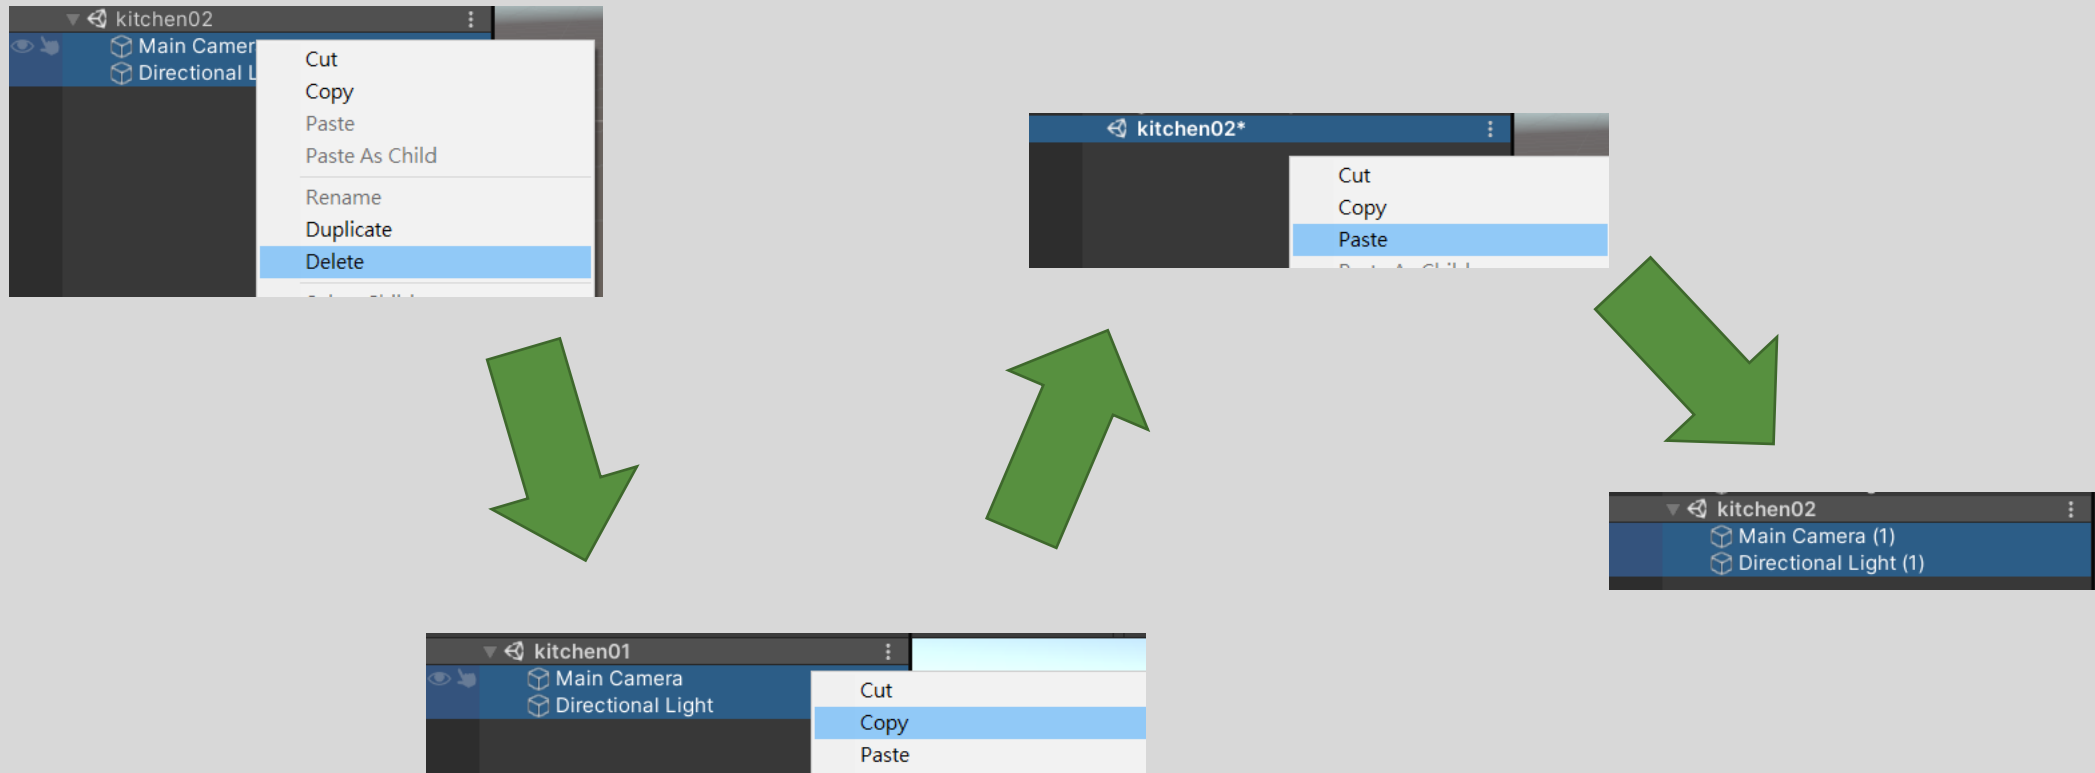 kitchen02
Main Camer
Directional L
Cut
Copy
Paste
Paste As Child
Rename
Duplicate
Delete
kitchen01
Main Camera
Directional Light
Cut
Copy
Paste
kitchen02*
Cut
Copy
Paste
kitchen02
Main Camera (1)
Directional Light (1)